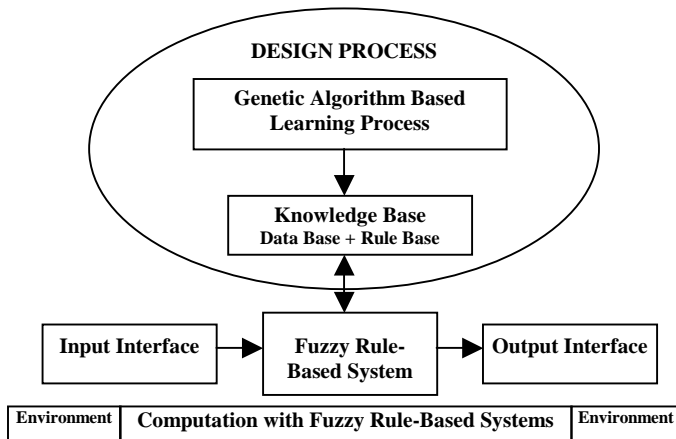 DESIGN PROCESS
Genetic Algorithm Based
Learning Process
Knowledge Base
Data Base + Rule Base
Input Interface
Fuzzy Rule-
Based System
Output Interface
Environment
Computation with Fuzzy Rule-Based Systems
Environment